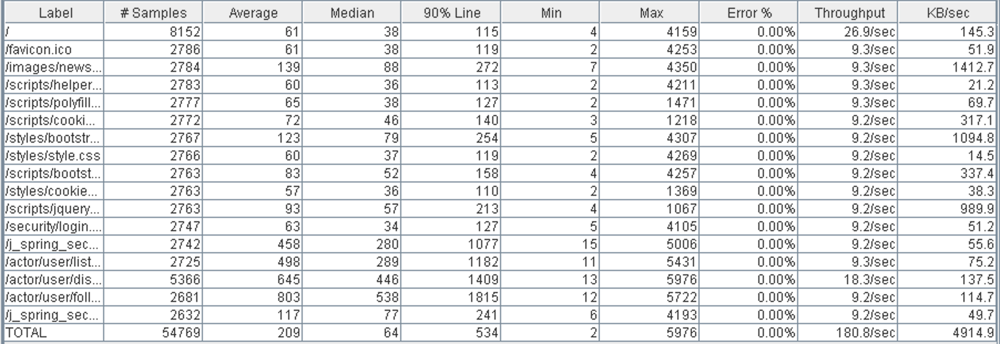 Label # Samples Average Median 90% Line Min Max Error % Throughput KB/sec
/ 8152 61 38 115 4 4159 0.00% 26.9/sec 145.3
/favicon.ico 2786 61 38 119 2 4253 0.00% 9.3/sec 51.9
/images/news... 2784 139 88 272 7 4350 0.00% 9.3/sec 1412.7
/scripts/helper... 2783 60 36 113 2 4211 0.00% 9.3/sec 21.2
/scripts/polyfill... 2777 65 38 127 2 1471 0.00% 9.3/sec 69.7
/scripts/cooki... 2772 72 46 140 3 1218 0.00% 9.2/sec 317.1
/styles/bootstr... 2767 123 79 254 5 4307 0.00% 9.2/sec 1094.8
/styles/style.css 2766 60 37 119 2 4269 0.00% 9.2/sec 14.5
/scripts/bootst... 2763 83 52 158 4 4257 0.00% 9.2/sec 337.4
/styles/cookie... 2763 57 36 110 2 1369 0.00% 9.2/sec 38.3
/scripts/jquery... 2763 93 57 213 4 1067 0.00% 9.2/sec 989.9
/security/login.... 2747 63 34 127 5 4105 0.00% 9.2/sec 51.2
/j_spring_sec... 2742 458 280 1077 15 5006 0.00% 9.2/sec 55.6
/actor/user/list... 2725 498 289 1182 11 5431 0.00% 9.3/sec 75.2
/actor/user/dis... 5366 645 446 1409 13 5976 0.00% 18.3/sec 137.5
/actor/user/foll... 2681 803 538 1815 12 5722 0.00% 9.2/sec 114.7
/j_spring_sec... 2632 117 77 241 6 4193 0.00% 9.2/sec 49.7
TOTAL 54769 209 64 534 2 5976 0.00% 180.8/sec 4914.9